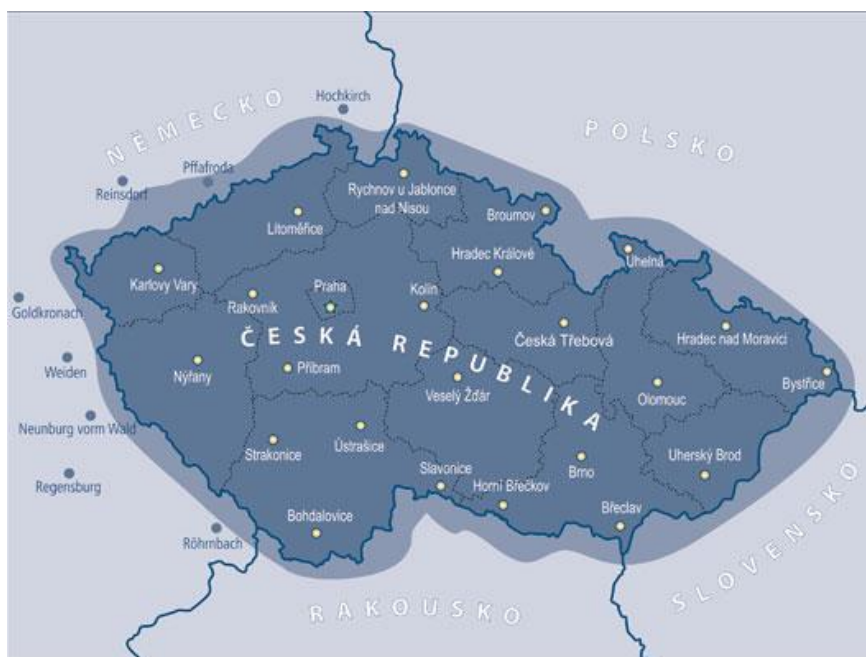 Hochkirch
NĚMECKO
POLSKO
Pffafroda
Reinsdorf
Rychnov u Jablonce
nad Nisou
Litoměřice
Broumov
Úhelná
Hradec Králové
Karlovy Vary
Praha
Kolín
Rakovník
Goldkronach
ČESKÁ REPUBLIKA
Česká Třebová
Hradec nad Moravicí
Weiden
Nýřany
Příbram
Veselý Žďár
Olomouc
Bystřice
Neunburg vorm Wald
Ústrašice
Strakonice
Slavonice
Brno
Uherský Brod
Regensburg
Horní Břečkov
Břeclav
Bohdalovice
Röhrnbach
SLOVENSKO
RAKOUSKO